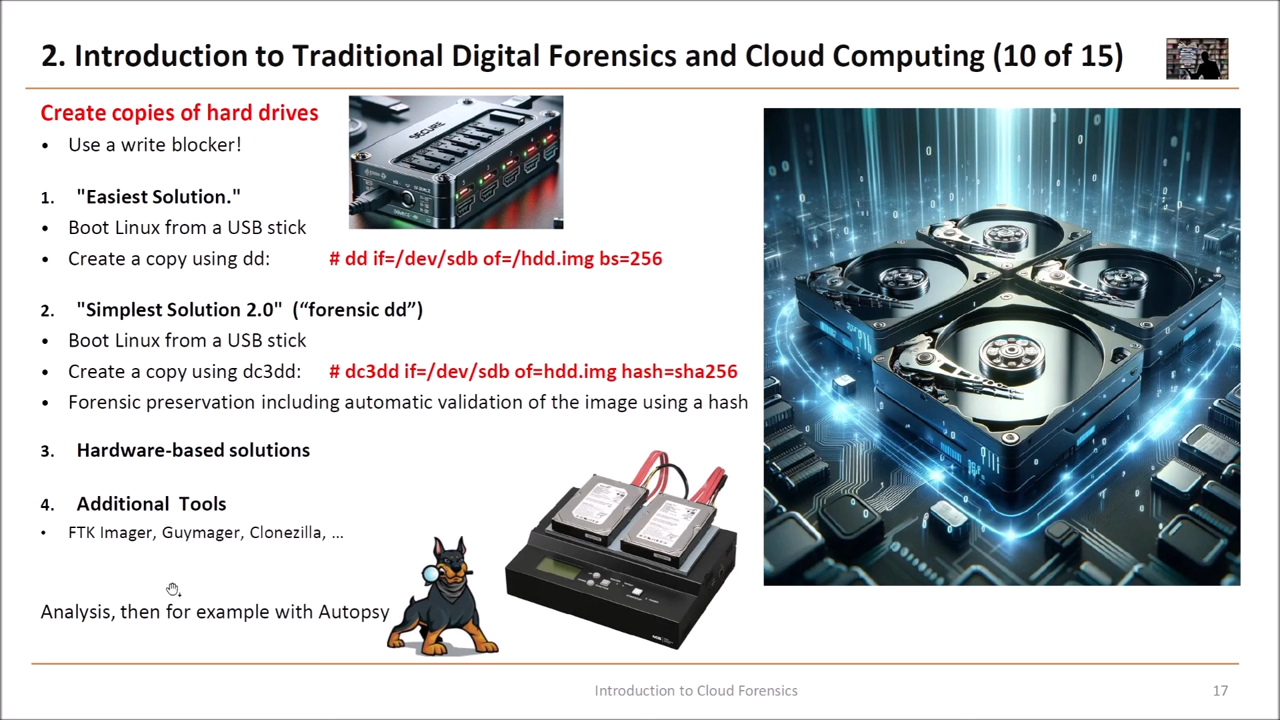 2. Introduction to Traditional Digital Forensics and Cloud Computing (10 of 15)
Create copies of hard drives
• Use a write blocker!
SECURE
1. "Easiest Solution."
• Boot Linux from a USB stick
• Create a copy using dd: # dd if=/dev/sdb of=/hdd.img bs=256
2. "Simplest Solution 2.0" (“forensic dd”)
• Boot Linux from a USB stick
• Create a copy using dc3dd: # dc3dd if=/dev/sdb of=hdd.img hash=sha256
• Forensic preservation including automatic validation of the image using a hash
3. Hardware-based solutions
4. Additional Tools
• FTK Imager, Guymager, Clonezilla, ...
Analysis, then for example with Autopsy
Introduction to Cloud Forensics
17